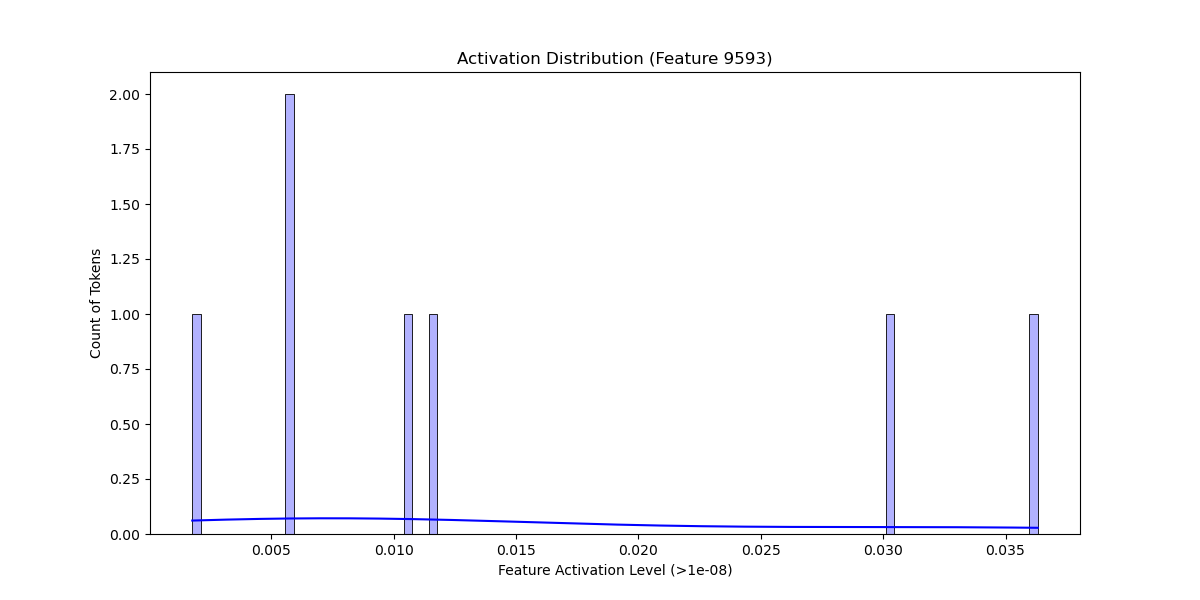 Activation Distribution (Feature 9593)
Count of Tokens
2.00
1.75
1.50
1.25
1.00
0.75
0.50
0.25
0.00
0.005 0.010 0.015 0.020 0.025 0.030 0.035
Feature Activation Level (>1e-08)